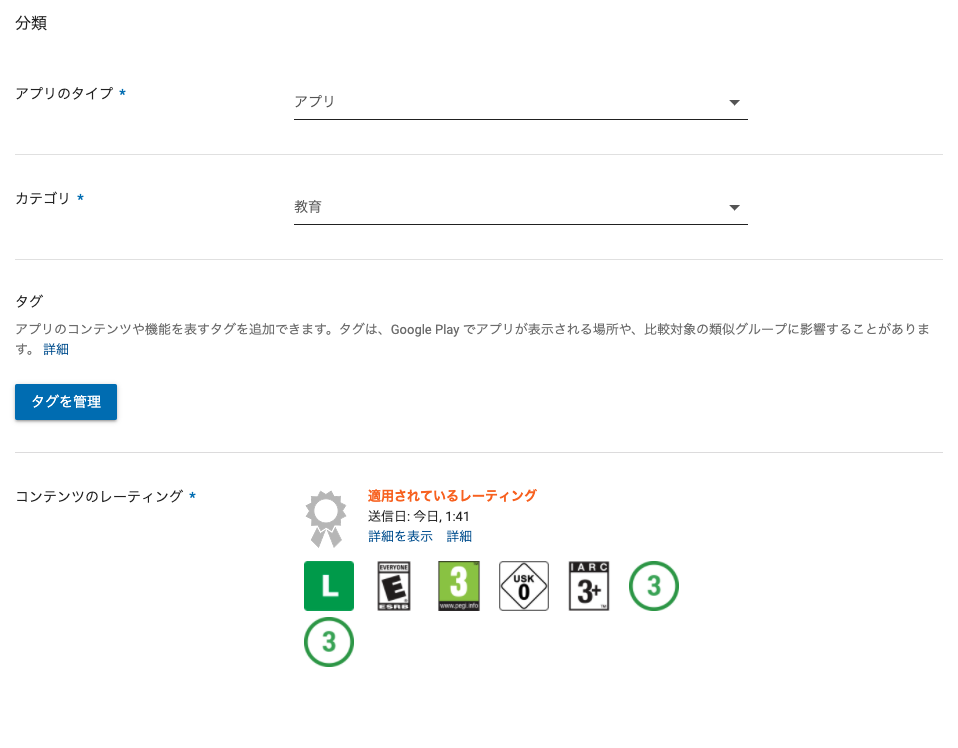 分類
アプリのタイプ *
アプリ
カテゴリ *
教育
タグ
アプリのコンテンツや機能を表すタグを追加できます。タグは、Google Play でアプリが表示される場所や、比較対象の類似グループに影響することがありま
す。 詳細
タグを管理
コンテンツのレーティング *
適用されているレーティング
送信日: 今日, 1:41
詳細を表示 詳細
L
EVERYONE
E
ESRB
3
www.pegi.info
USK
0
IARC
3+
TM
3
3